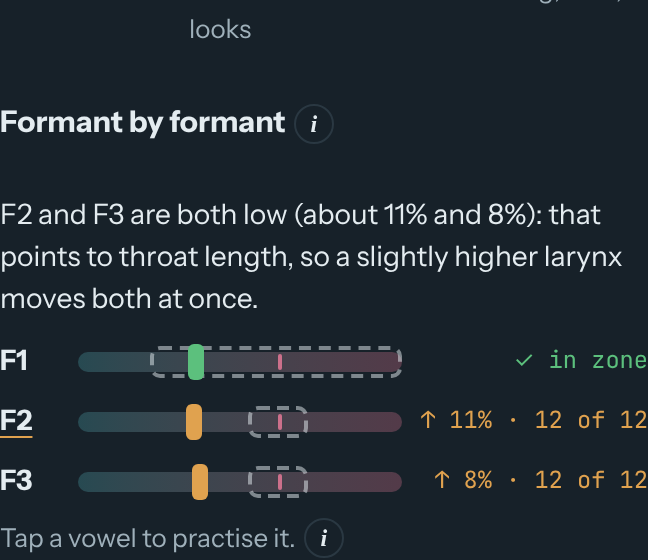 looks
Formant by formant i
F2 and F3 are both low (about 11% and 8%): that
points to throat length, so a slightly higher larynx
moves both at once.
F1 ✓ in zone
F2 ↑ 11% · 12 of 12
F3 ↑ 8% · 12 of 12
Tap a vowel to practise it. i